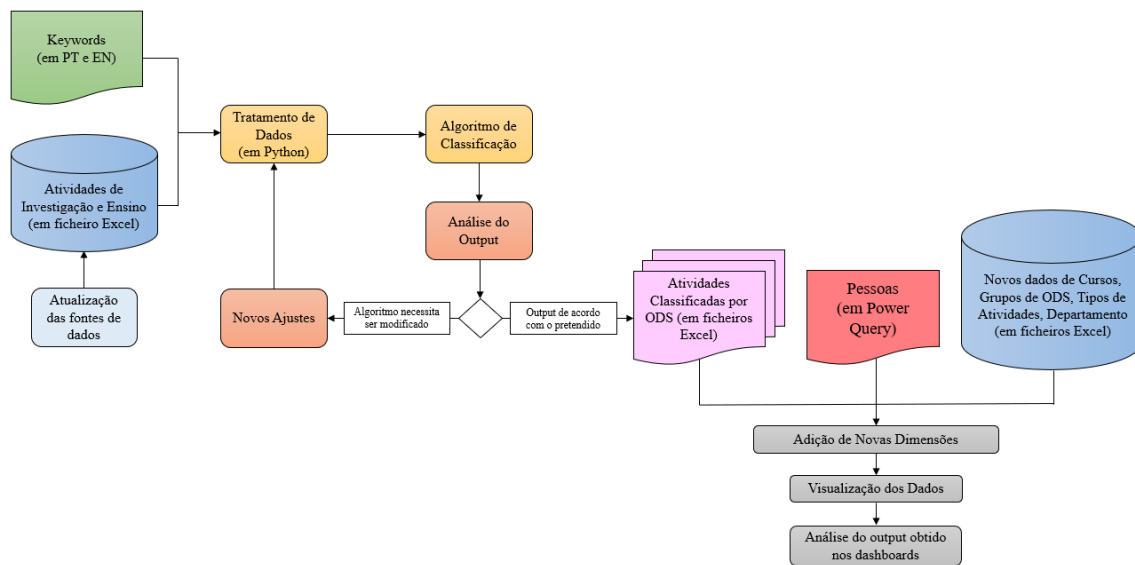 Keywords
(em PT e EN)
Tratamento de
Dados
(em Python)
Algoritmo de
Classificação
Atividades de
Investigação e Ensino
(em ficheiro Excel)
Análise do
Output
Atualização
das fontes de
dados
Novos Ajustes
Algoritmo necessita
ser modificado
Output de acordo
com o pretendido
Atividades
Classificadas por
ODS (em ficheiros
Excel)
Pessoas
(em Power
Query)
Novos dados de Cursos,
Grupos de ODS, Tipos de
Atividades, Departamento
(em ficheiros Excel)
Adição de Novas Dimensões
Visualização dos Dados
Análise do output obtido
nos dashboards